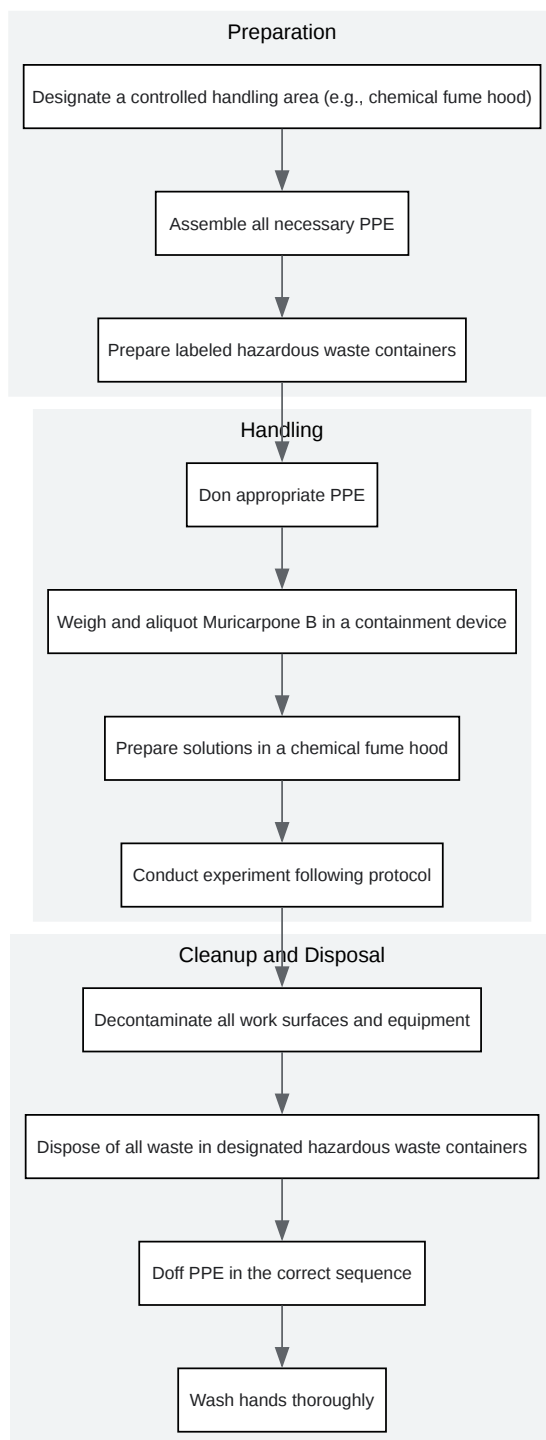 Preparation
Designate a controlled handling area (e.g., chemical fume hood)
Assemble all necessary PPE
Prepare labeled hazardous waste containers
Handling
Don appropriate PPE
Weigh and aliquot Muricarpone B in a containment device
Prepare solutions in a chemical fume hood
Conduct experiment following protocol
Cleanup and Disposal
Decontaminate all work surfaces and equipment
Dispose of all waste in designated hazardous waste containers
Doff PPE in the correct sequence
Wash hands thoroughly